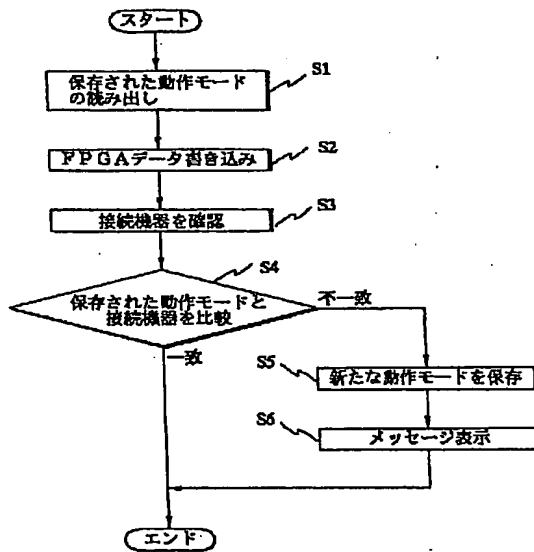 スタート
保存された動作モード
の読み出し
S1
FPGAデータ書き込み
S2
接続機器を確認
S3
S4
保存された動作モードと
接続機器を比較
不一致
一致
S5
新たな動作モードを保存
S6
メッセージ表示
エンド